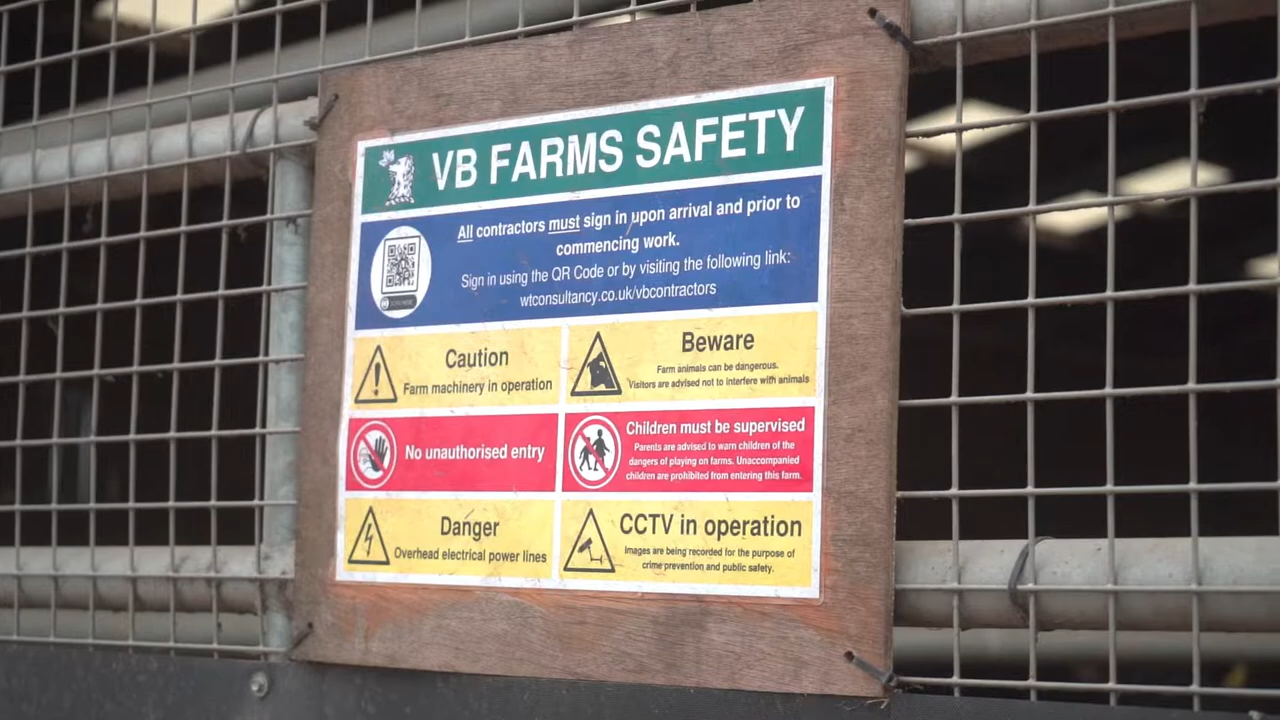 VB FARMS SAFETY
All contractors must sign in upon arrival and prior to
commencing work.
Sign in using the QR Code or by visiting the following link:
wtconsultancy.co.uk/vbcontractors
Caution
Farm machinery in operation
Beware
Farm animals can be dangerous.
Visitors are advised not to interfere with animals
No unauthorised entry
Children must be supervised
Parents are advised to warn children of the
dangers of playing on farms. Unaccompanied
children are prohibited from entering this farm.
Danger
Overhead electrical power lines
CCTV in operation
Images are being recorded for the purpose of
crime prevention and public safety.